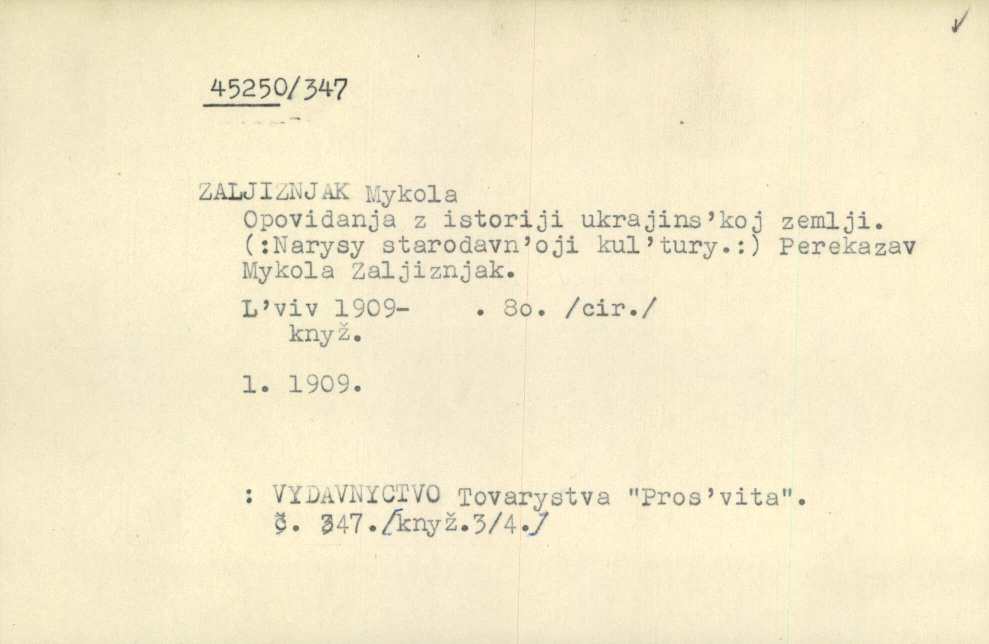 45250/347
ZALJIZNJAK Mykola
Opovidanja z istoriji ukrajins'koj zemlji.
(:Narysy starodavn'oji kul'tury.:) Perekazav
Mykola Zaljiznjak.
L'viv 1909- . 8o. /cir./
knyž.
1. 1909.
: VYDAVNYCTVO Tovarystva "Pros'vita".
č. 347./knyž.3/4./